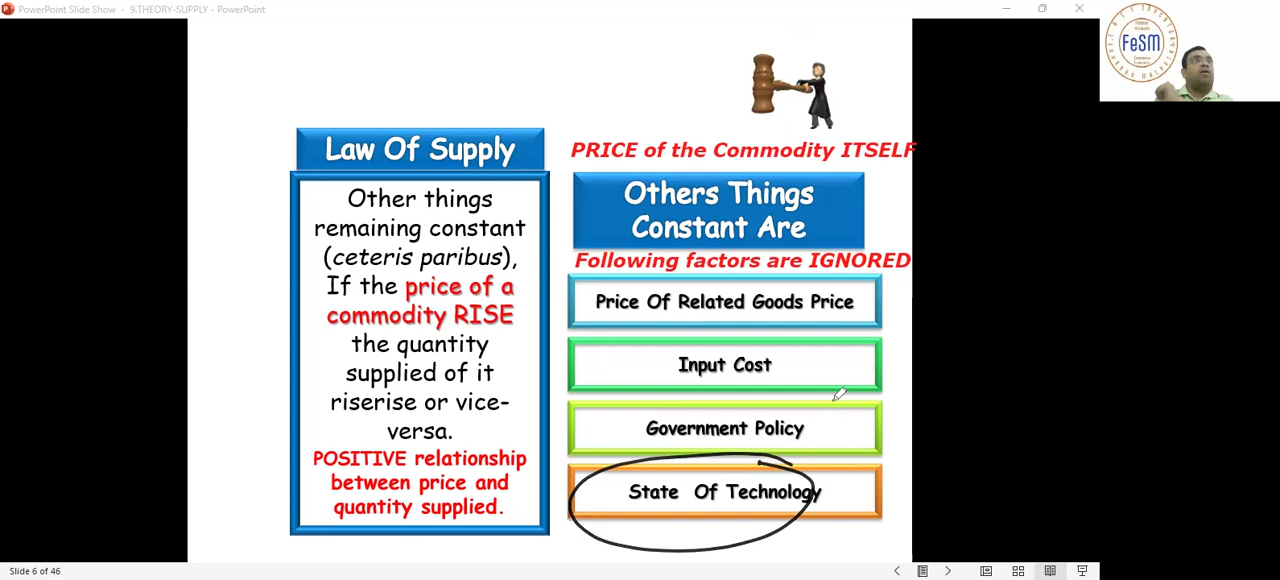 PowerPoint Slide Show - 9.THEORY-SUPPLY - PowerPoint
FeSM
Law Of Supply
Other things
remaining constant
(ceteris paribus),
If the price of a
commodity RISE
the quantity
supplied of it
riserise or vice-
versa.
POSITIVE relationship
between price and
quantity supplied.
PRICE of the Commodity ITSELF
Others Things
Constant Are
Following factors are IGNORED
Price Of Related Goods Price
Input Cost
Government Policy
State Of Technology
Slide 6 of 46